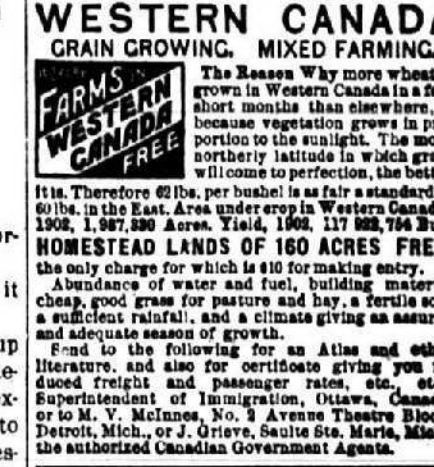 WESTERN CANADA
GRAIN GROWING. MIXED FARMING.
FARMS
WESTERN
CANADA
FREE
The Reason Why more wheat
grown in Western Canada in a f
short months than elsewhere,
because vegetation grows in p
portion to the sunlight. The mo
northerly latitude in which gr
will come to perfection, the bet
it is. Therefore 62 lbs. per bushel is as fair a standard
60 lbs. in the East. Area under crop in Western Canad
1902, 1,987,330 Acres. Yield, 1902, 117 922,754 Bu
HOMESTEAD LANDS OF 160 ACRES FRE
the only charge for which is $10 for making entry.
Abundance of water and fuel, building mater
cheap, good grass for pasture and hay, a fertile so
a sufficient rainfall, and a climate giving an assur
and adequate season of growth.
Send to the following for an Atlas and oth
literature, and also for certificate giving you
duced freight and passenger rates, etc., et
Superintendent of Immigration, Ottawa, Canad
or to M. V. McInnes, No. 2 Avenue Theatre Bloc
Detroit, Mich., or J. Grieve, Saulte Ste. Marie, Mic
the authorized Canadian Government Agents.
or-
it
up
e-
ex-
to
es-